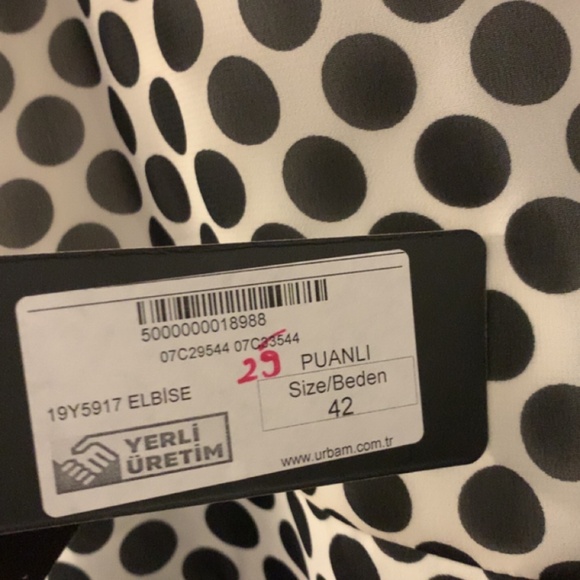 5000000018988
07C29544 07C23544
29
PUANLI
19Y5917 ELBİSE
Size/Beden
42
YERLİ
ÜRETİM
www.urbam.com.tr